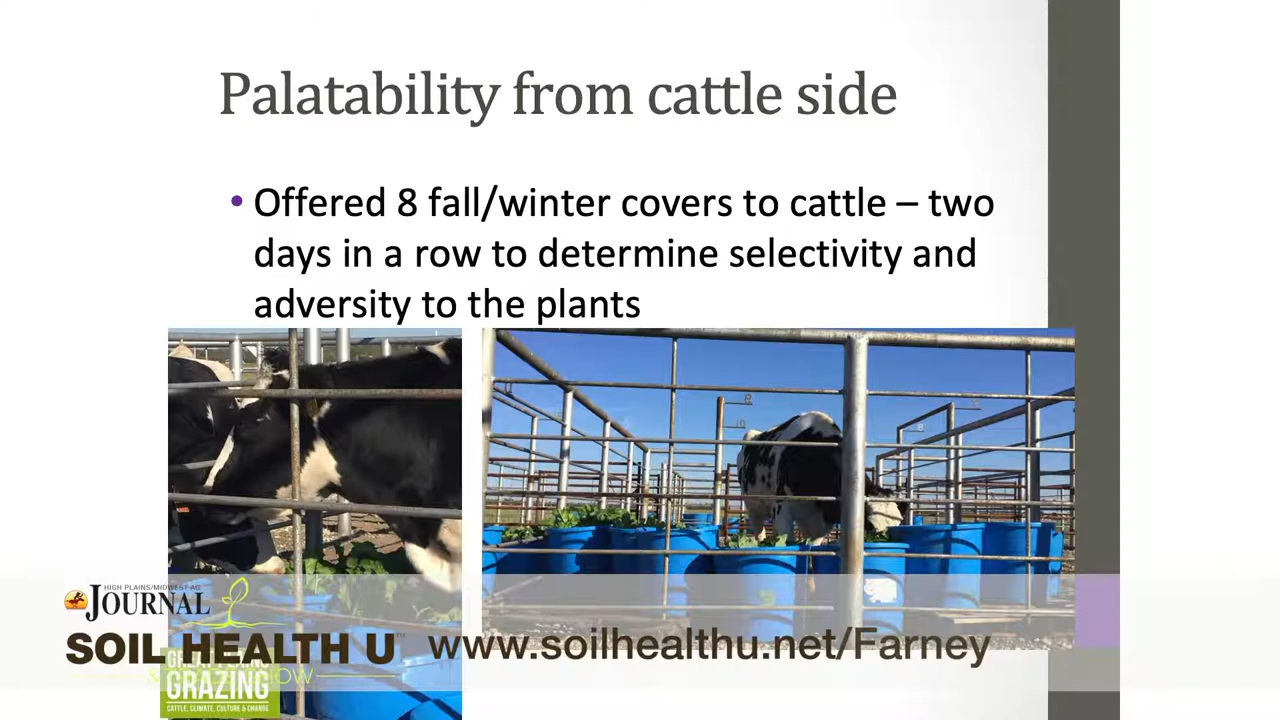 Palatability from cattle side
• Offered 8 fall/winter covers to cattle – two
days in a row to determine selectivity and
adversity to the plants
HIGH PLAINS/MIDWEST AG
JOURNAL
SOIL HEALTH U™
www.soilhealthu.net/Farney
GRAZING
CATTLE, CLIMATE, CULTURE & CHANGE